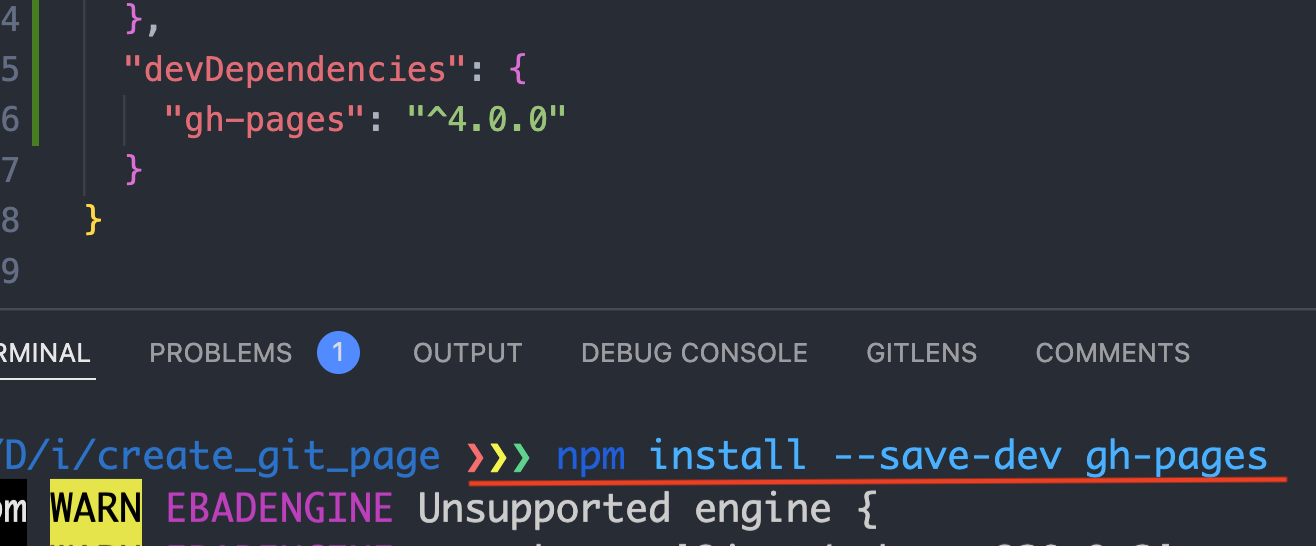 4 },
5 "devDependencies": {
6 "gh-pages": "^4.0.0"
7 }
8 }
9
RMINAL PROBLEMS 1 OUTPUT DEBUG CONSOLE GITLENS COMMENTS
/D/i/create_git_page ❯❯❯ npm install --save-dev gh-pages
pm WARN EBADENGINE Unsupported engine {